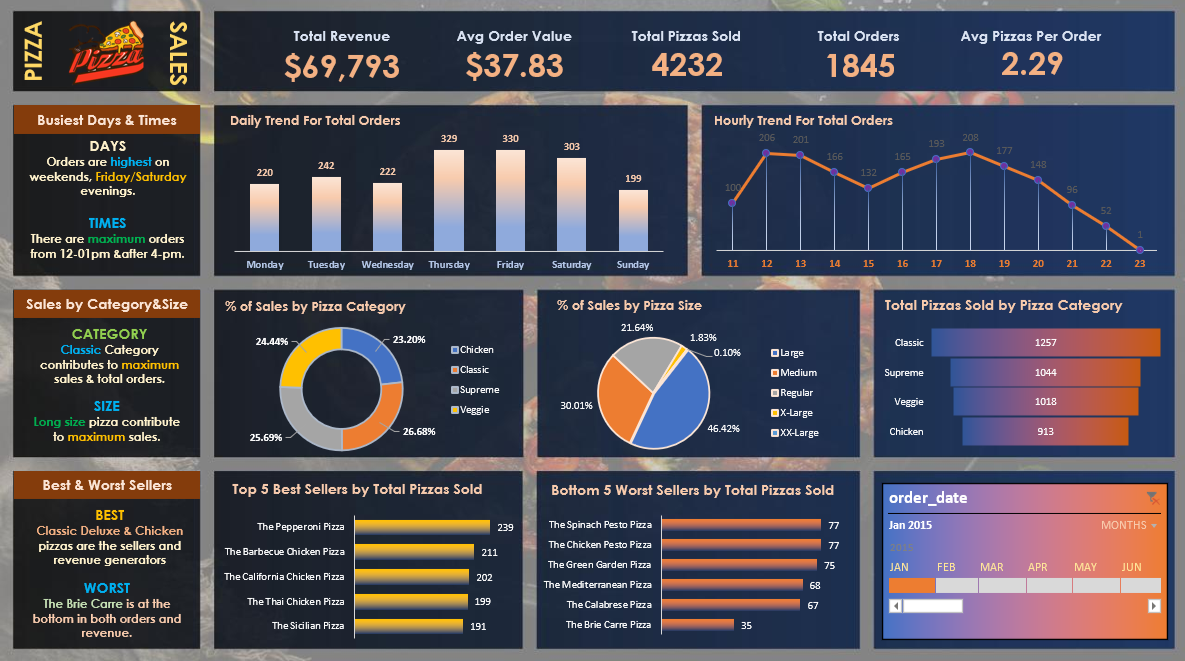 PIZZA
Pizza
SALES
Total Revenue
$69,793
Avg Order Value
$37.83
Total Pizzas Sold
4232
Total Orders
1845
Avg Pizzas Per Order
2.29
Busiest Days & Times
DAYS
Orders are highest on
weekends, Friday/Saturday
evenings.
TIMES
There are maximum orders
from 12-01pm &after 4-pm.
Daily Trend For Total Orders
220
242
222
329
330
303
199
Monday
Tuesday
Wednesday
Thursday
Friday
Saturday
Sunday
Hourly Trend For Total Orders
100
206
201
166
132
165
193
208
177
148
96
52
1
11
12
13
14
15
16
17
18
19
20
21
22
23
Sales by Category&Size
CATEGORY
Classic Category
contributes to maximum
sales & total orders.
SIZE
Long size pizza contribute
to maximum sales.
% of Sales by Pizza Category
24.44%
23.20%
25.69%
26.68%
Chicken
Classic
Supreme
Veggie
% of Sales by Pizza Size
21.64%
1.83%
0.10%
30.01%
46.42%
Large
Medium
Regular
X-Large
XX-Large
Total Pizzas Sold by Pizza Category
Classic 1257
Supreme 1044
Veggie 1018
Chicken 913
Best & Worst Sellers
BEST
Classic Deluxe & Chicken
pizzas are the sellers and
revenue generators
WORST
The Brie Carre is at the
bottom in both orders and
revenue.
Top 5 Best Sellers by Total Pizzas Sold
The Pepperoni Pizza 239
The Barbecue Chicken Pizza 211
The California Chicken Pizza 202
The Thai Chicken Pizza 199
The Sicilian Pizza 191
Bottom 5 Worst Sellers by Total Pizzas Sold
The Spinach Pesto Pizza 77
The Chicken Pesto Pizza 77
The Green Garden Pizza 75
The Mediterranean Pizza 68
The Calabrese Pizza 67
The Brie Carre Pizza 35
order_date
Jan 2015
MONTHS
2015
JAN
FEB
MAR
APR
MAY
JUN